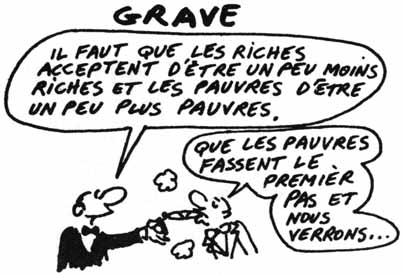 GRAVE
IL FAUT QUE LES RICHES
ACCEPTENT D'ÊTRE UN PEU MOINS
RICHES ET LES PAUVRES D'ÊTRE
UN PEU PLUS PAUVRES.
QUE LES PAUVRES
FASSENT LE
PREMIÈR
PAS ET
NOUS
VERRONS...